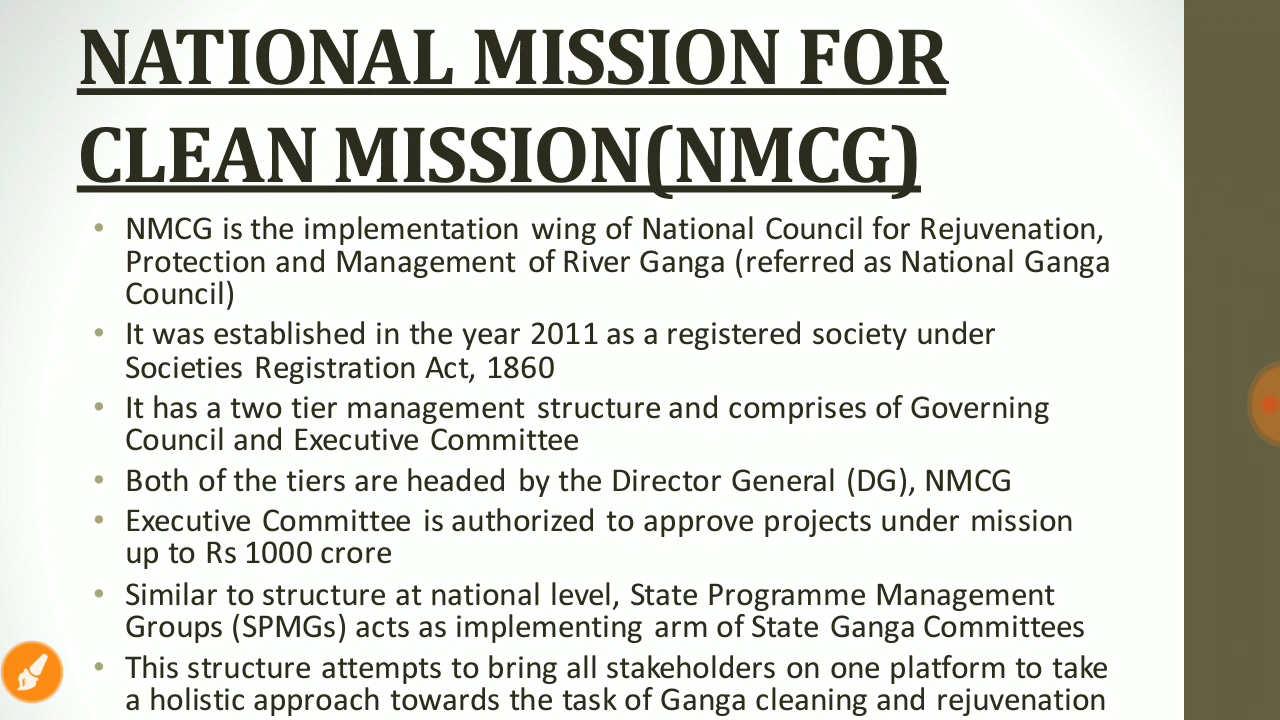 NATIONAL MISSION FOR
CLEAN MISSION(NMCG)
• NMCG is the implementation wing of National Council for Rejuvenation,
Protection and Management of River Ganga (referred as National Ganga
Council)
• It was established in the year 2011 as a registered society under
Societies Registration Act, 1860
• It has a two tier management structure and comprises of Governing
Council and Executive Committee
• Both of the tiers are headed by the Director General (DG), NMCG
• Executive Committee is authorized to approve projects under mission
up to Rs 1000 crore
• Similar to structure at national level, State Programme Management
Groups (SPMGs) acts as implementing arm of State Ganga Committees
• This structure attempts to bring all stakeholders on one platform to take
a holistic approach towards the task of Ganga cleaning and rejuvenation